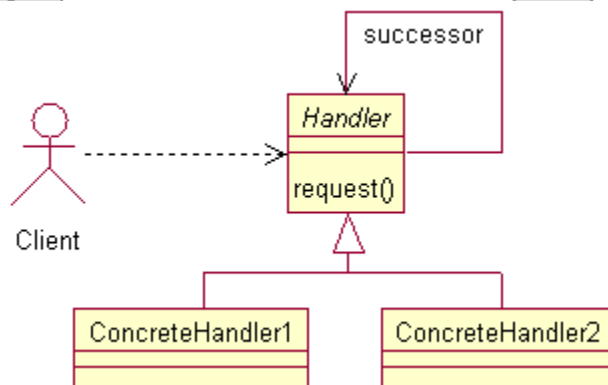 successor
Handler
request()
Client
ConcreteHandler1
ConcreteHandler2